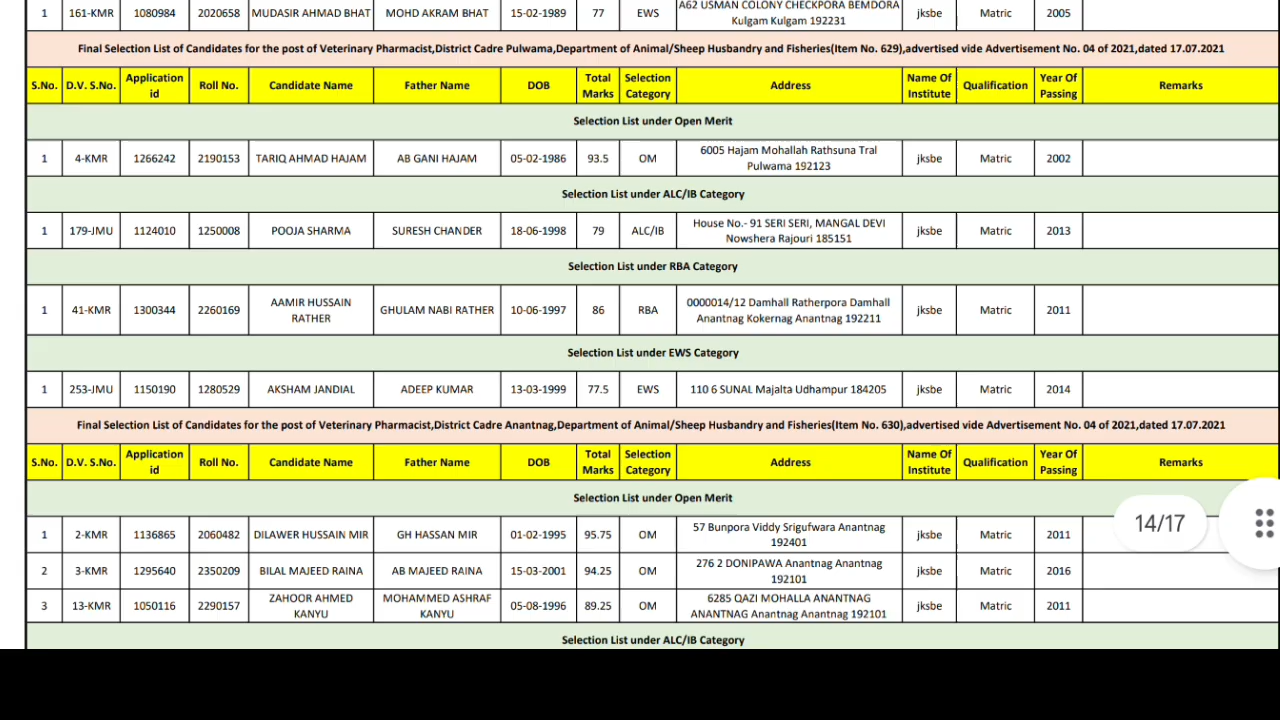 1 161-KMR 1080984 2020658 MUDASIR AHMAD BHAT MOHD AKRAM BHAT 15-02-1989 77 EWS A62 USMAN COLONY CHECKPORA BEMDORA Kulgam Kulgam 192231 jksbe Matric 2005
Final Selection List of Candidates for the post of Veterinary Pharmacist,District Cadre Pulwama,Department of Animal/Sheep Husbandry and Fisheries(Item No. 629),advertised vide Advertisement No. 04 of 2021,dated 17.07.2021
S.No. D.V. S.No. Application id Roll No. Candidate Name Father Name DOB Total Marks Selection Category Address Name Of Institute Qualification Year Of Passing Remarks
Selection List under Open Merit
1 4-KMR 1266242 2190153 TARIQ AHMAD HAJAM AB GANI HAJAM 05-02-1986 93.5 OM 6005 Hajam Mohallah Rathsuna Tral Pulwama 192123 jksbe Matric 2002
Selection List under ALC/IB Category
1 179-JMU 1124010 1250008 POOJA SHARMA SURESH CHANDER 18-06-1998 79 ALC/IB House No.- 91 SERI SERI, MANGAL DEVI Nowshera Rajouri 185151 jksbe Matric 2013
Selection List under RBA Category
1 41-KMR 1300344 2260169 AAMIR HUSSAIN RATHER GHULAM NABI RATHER 10-06-1997 86 RBA 0000014/12 Damhall Ratherpora Damhall Anantnag Kokernag Anantnag 192211 jksbe Matric 2011
Selection List under EWS Category
1 253-JMU 1150190 1280529 AKSHAM JANDIAL ADEEP KUMAR 13-03-1999 77.5 EWS 110 6 SUNAL Majalta Udhampur 184205 jksbe Matric 2014
Final Selection List of Candidates for the post of Veterinary Pharmacist,District Cadre Anantnag,Department of Animal/Sheep Husbandry and Fisheries(Item No. 630),advertised vide Advertisement No. 04 of 2021,dated 17.07.2021
S.No. D.V. S.No. Application id Roll No. Candidate Name Father Name DOB Total Marks Selection Category Address Name Of Institute Qualification Year Of Passing Remarks
Selection List under Open Merit
1 2-KMR 1136865 2060482 DILAWER HUSSAIN MIR GH HASSAN MIR 01-02-1995 95.75 OM 57 Bunpora Viddy Srigufwara Anantnag 192401 jksbe Matric 2011
14/17
2 3-KMR 1295640 2350209 BILAL MAJEED RAINA AB MAJEED RAINA 15-03-2001 94.25 OM 276 2 DONIPAWA Anantnag Anantnag 192101 jksbe Matric 2016
3 13-KMR 1050116 2290157 ZAHOOR AHMED KANYU MOHAMMED ASHRAF KANYU 05-08-1996 89.25 OM 6285 QAZI MOHALLA ANANTNAG ANANTNAG Anantnag Anantnag 192101 jksbe Matric 2011
Selection List under ALC/IB Category